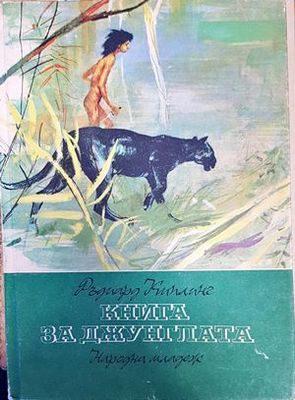 Ръдиард Киплинг
КНИГА
ЗА ДЖУНГЛАТА
Народна младеж